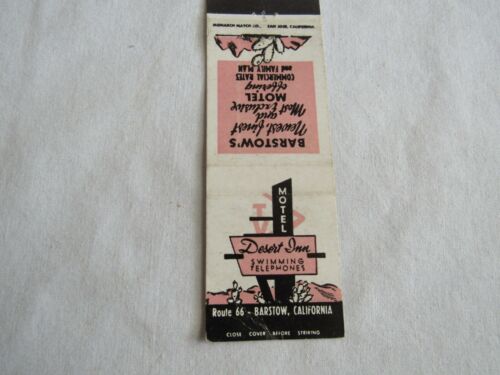 MONARCH MATCH CO., SAN JOSE, CALIFORNIA
BARSTOW'S
Newest, Finest
and
Most Exclusive
MOTEL
offering
COMMERCIAL RATES
and FAMILY PLAN
MOTEL
TV
Desert Inn
SWIMMING
TELEPHONES
Route 66 - BARSTOW, CALIFORNIA
CLOSE COVER BEFORE STRIKING